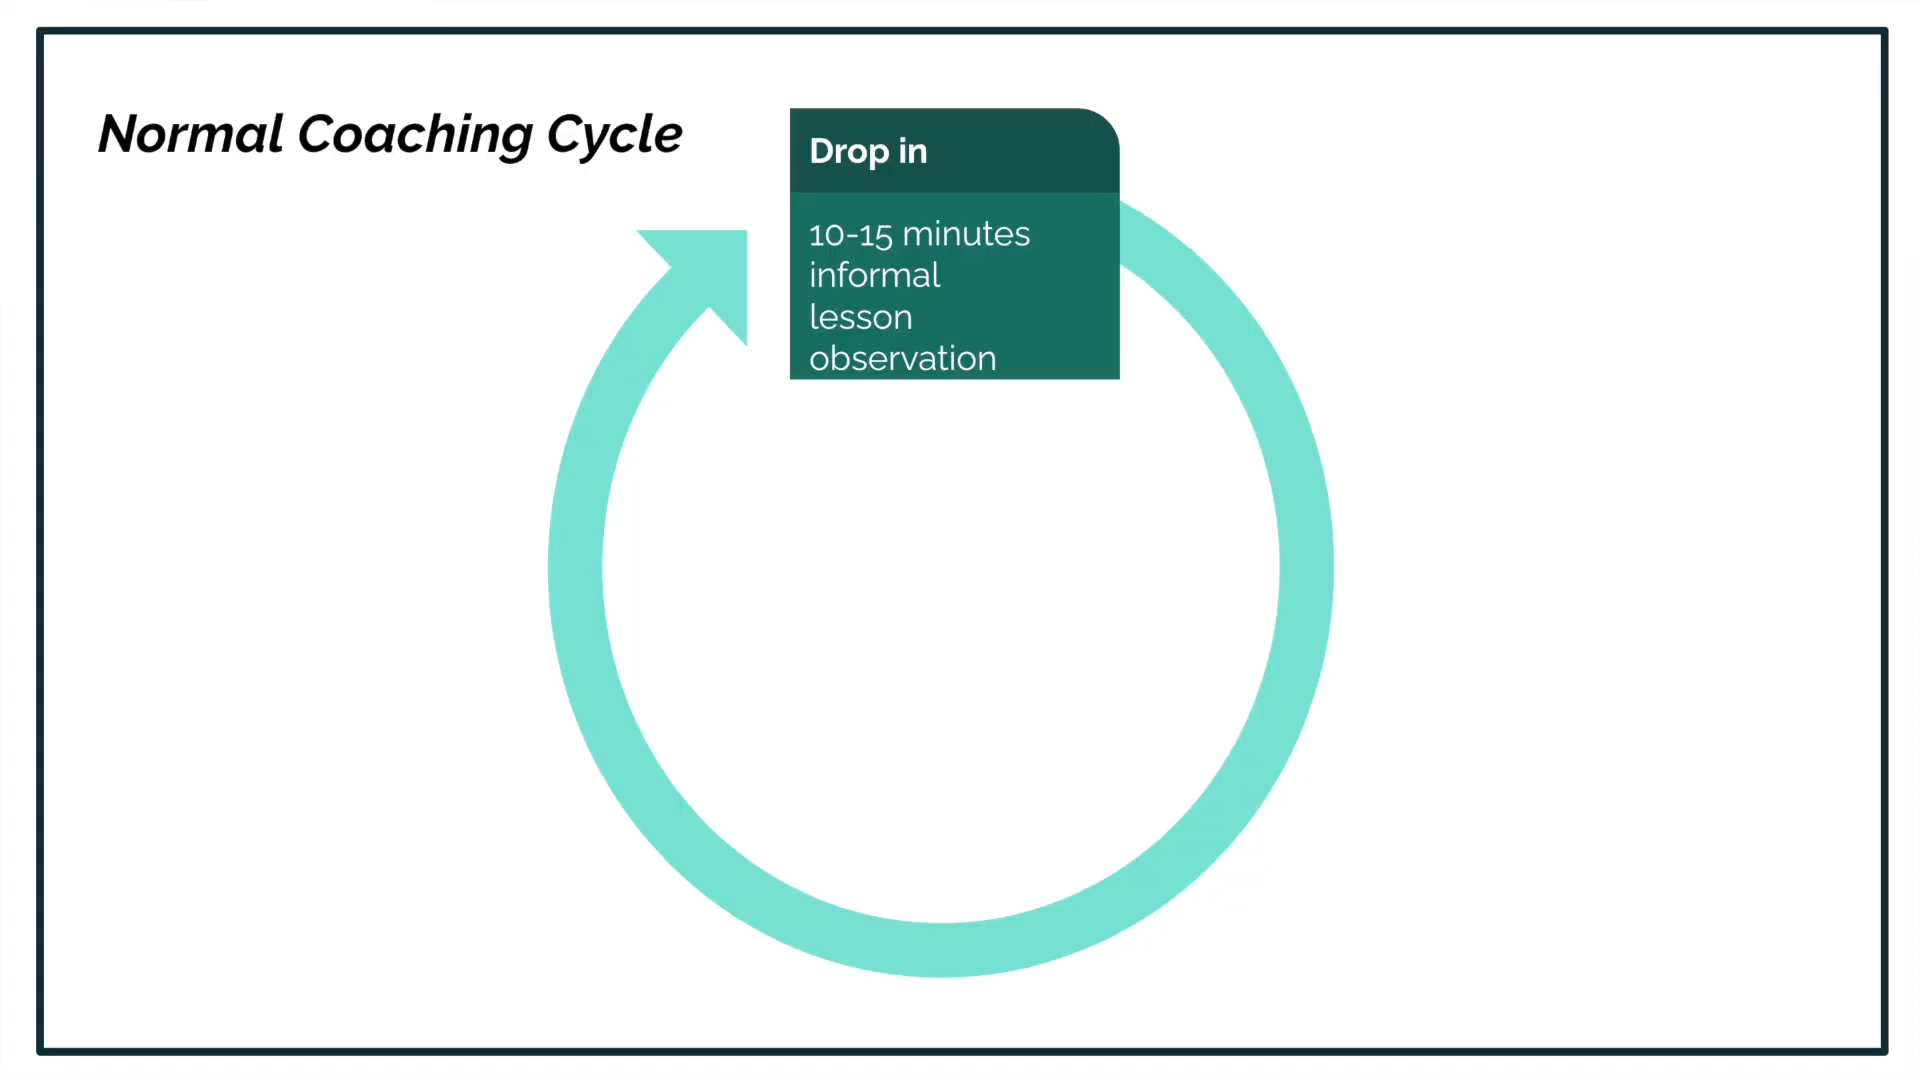 Normal Coaching Cycle
Drop in
10-15 minutes
informal
lesson
observation